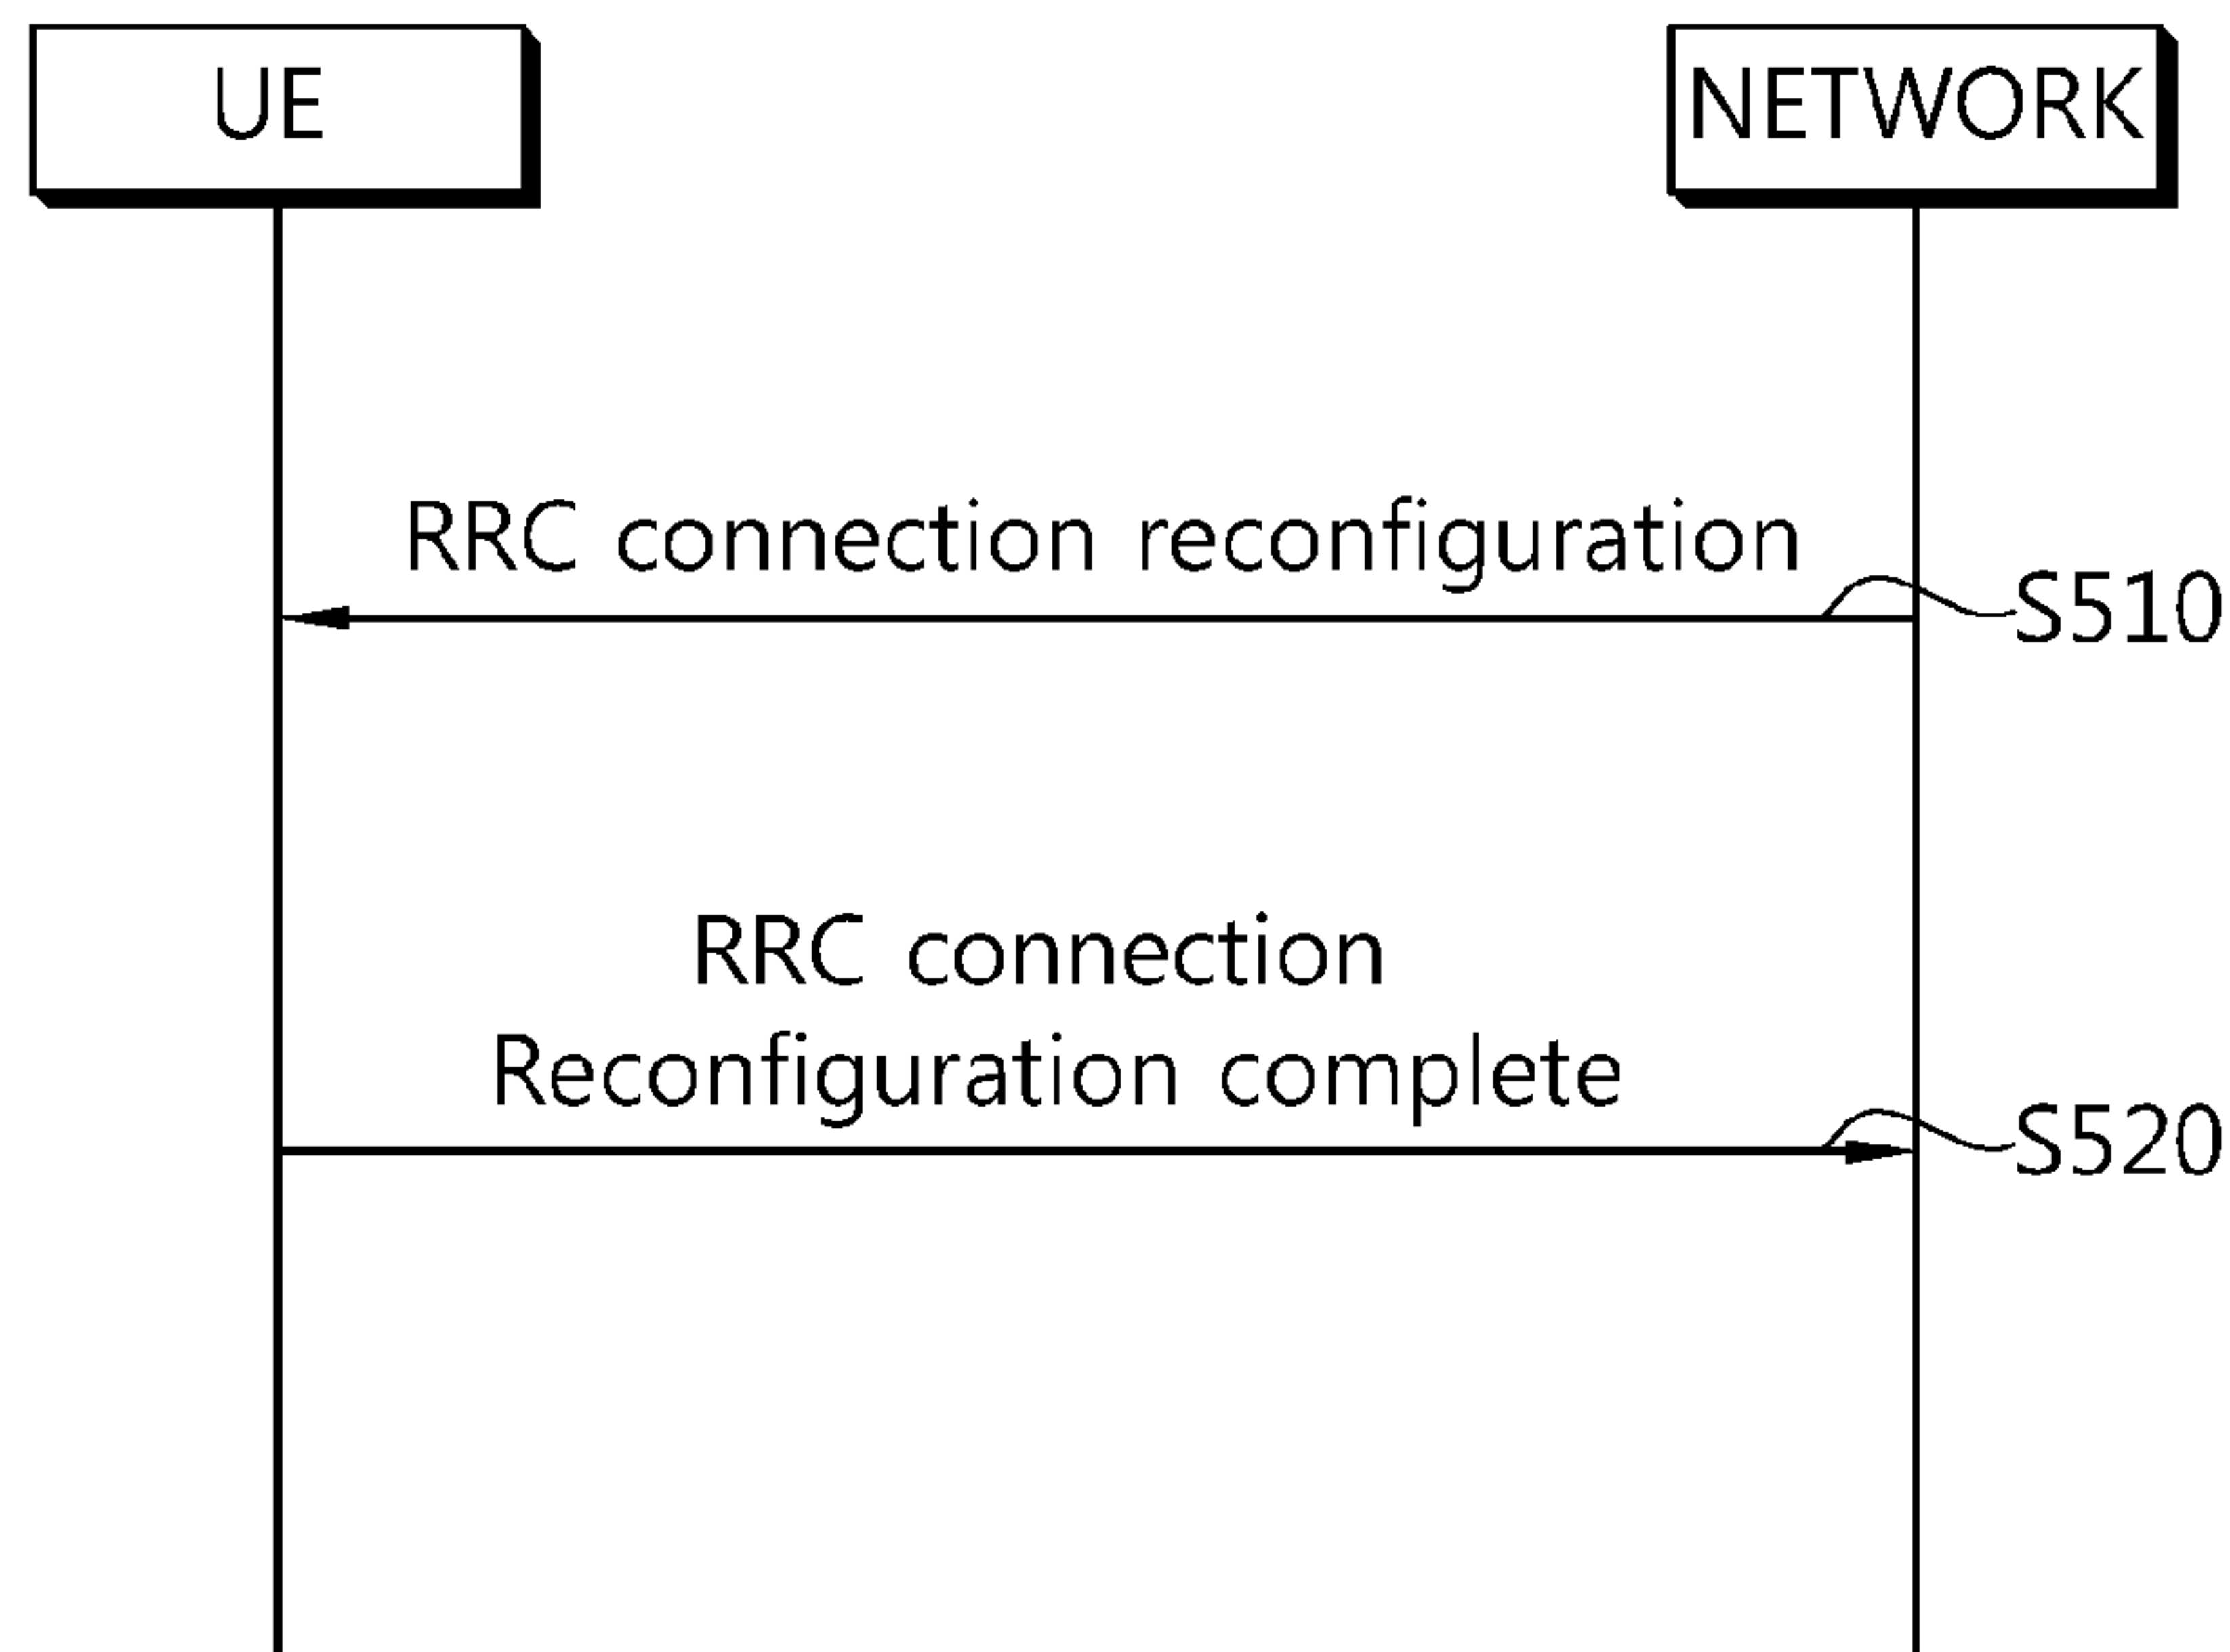 UE
NETWORK
RRC connection reconfiguration
S510
RRC connection
Reconfiguration complete
S520